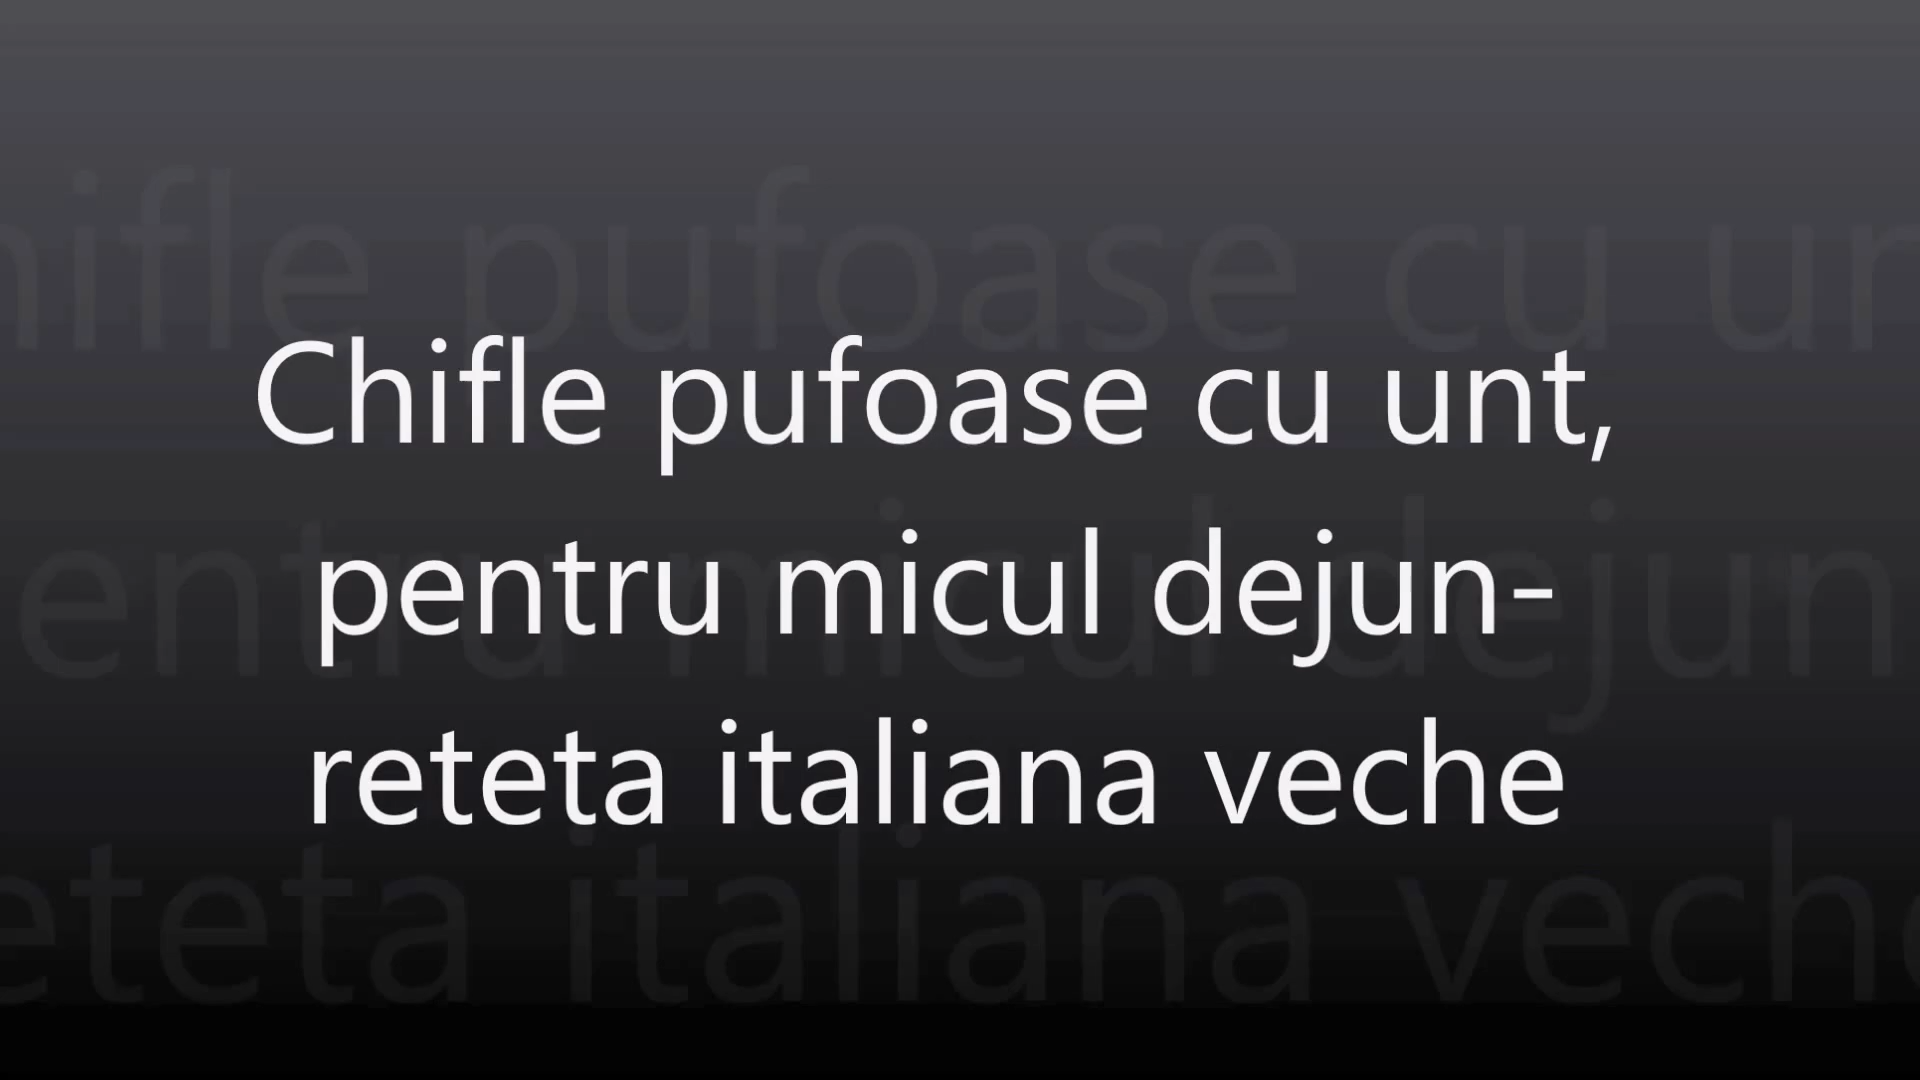 Chifle pufoase cu unt,
pentru micul dejun-
reteta italiana veche